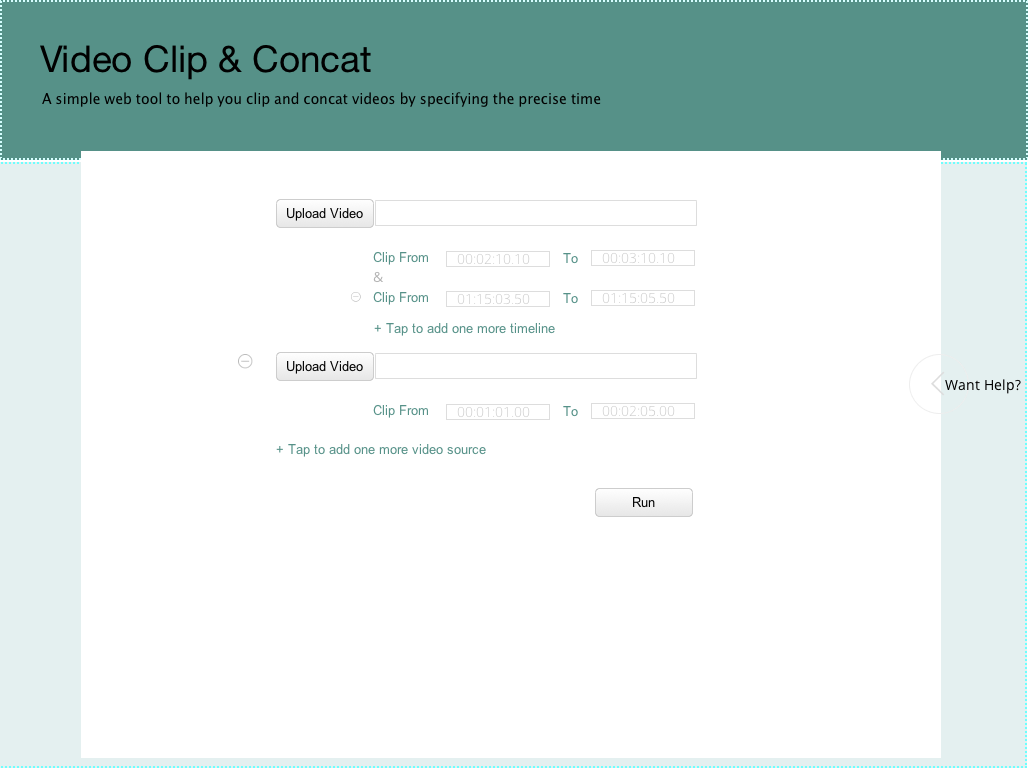 Video Clip & Concat
A simple web tool to help you clip and concat videos by specifying the precise time
Upload Video
Clip From 00:02:10.10 To 00:03:10.10
&
Clip From 01:15:03.50 To 01:15:05.50
+ Tap to add one more timeline
Upload Video
Want Help?
Clip From 00:01:01.00 To 00:02:05.00
+ Tap to add one more video source
Run